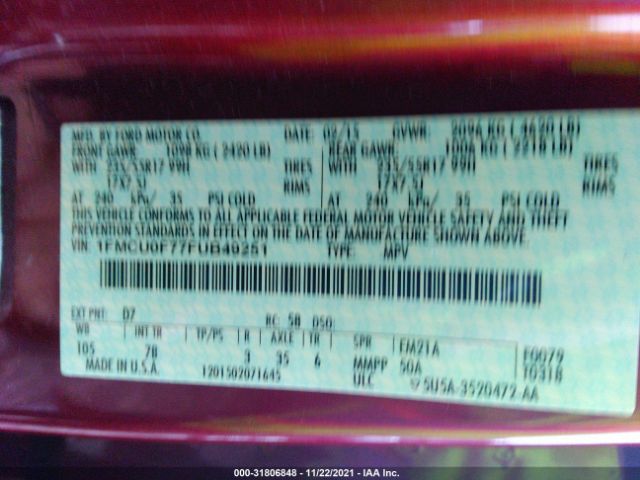 MFD. BY FORD MOTOR CO. DATE: 02/15 GVWR: 2096 KG ( 4620 LB)
FRONT GAWR: 1098 KG ( 2420 LB) REAR GAWR: 1006 KG ( 2218 LB)
WITH 235/55R17 99H TIRES WITH 235/55R17 99H TIRES
17X7.5J RIMS 17X7.5J RIMS
AT 240 kPa/ 35 PSI COLD AT 240 kPa/ 35 PSI COLD
THIS VEHICLE CONFORMS TO ALL APPLICABLE FEDERAL MOTOR VEHICLE SAFETY AND THEFT
PREVENTION STANDARDS IN EFFECT ON THE DATE OF MANUFACTURE SHOWN ABOVE.
VIN: 1FMCU0F77FUB49251 TYPE: MPV
EXT PNT: D7 RC: 58 DSO:
WB INT TR TP/PS R AXLE TR SPR FM21A F0079
105 7B 3 35 6 MMPP 50A T0318
MADE IN U.S.A. 1201502071645 ULC 5U5A-3520472-AA
000-31806848 - 11/22/2021 - IAA Inc.